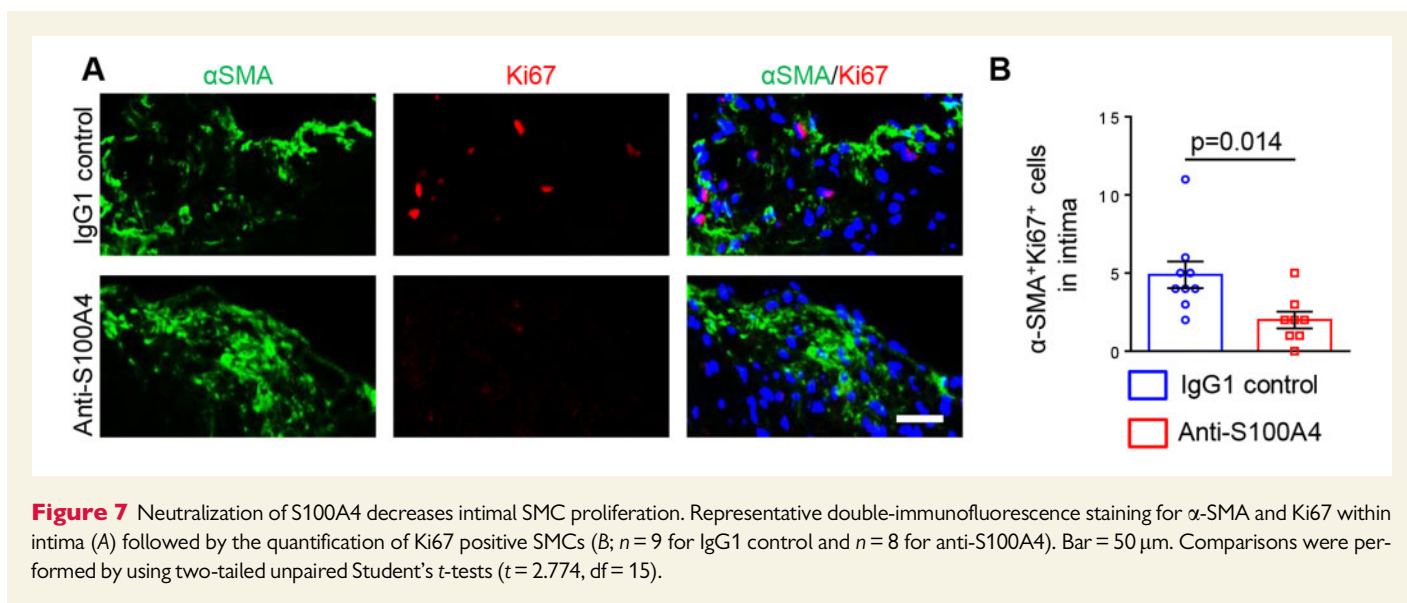 A
αSMA
Ki67
αSMA/Ki67
IgG1 control
Anti-S100A4
B
α-SMA⁺Ki67⁺ cells
in intima
15
10
5
0
p=0.014
IgG1 control
Anti-S100A4
Figure 7 Neutralization of S100A4 decreases intimal SMC proliferation. Representative double-immunofluorescence staining for α-SMA and Ki67 within
intima (A) followed by the quantification of Ki67 positive SMCs (B; n = 9 for IgG1 control and n = 8 for anti-S100A4). Bar = 50 μm. Comparisons were per-
formed by using two-tailed unpaired Student's t-tests (t = 2.774, df = 15).